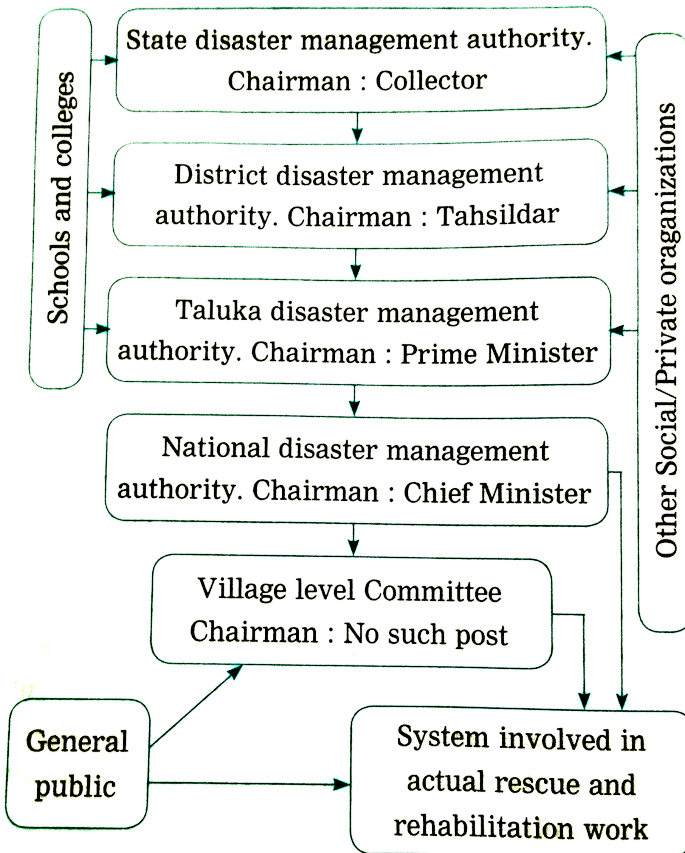 State disaster management authority.
Chairman : Collector
Schools and colleges
Other Social/Private oraganizations
District disaster management
authority. Chairman : Tahsildar
Taluka disaster management
authority. Chairman : Prime Minister
National disaster management
authority. Chairman : Chief Minister
Village level Committee
Chairman : No such post
General
public
System involved in
actual rescue and
rehabilitation work